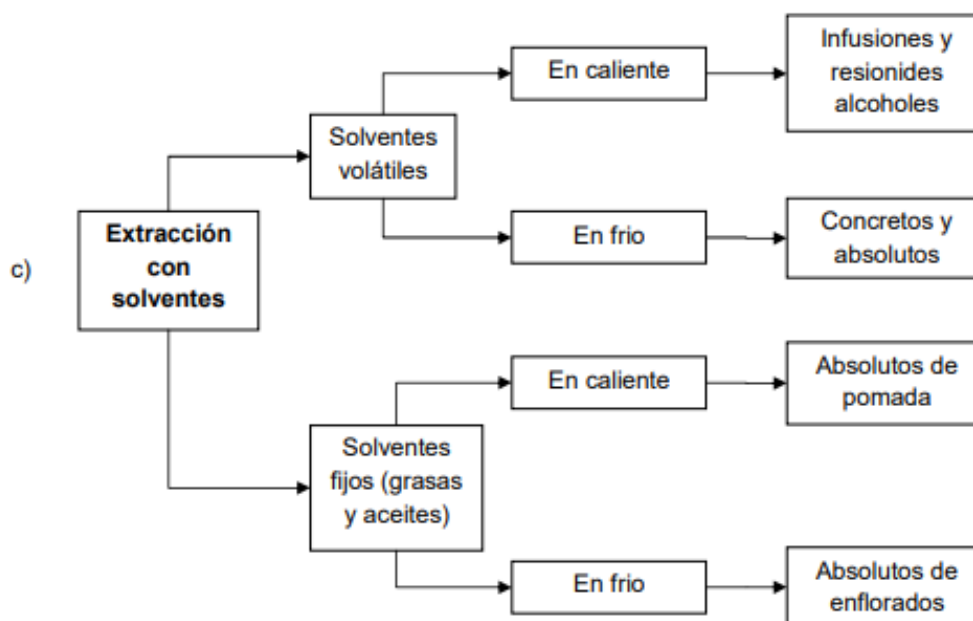 c)
Extracción
con
solventes
Solventes
volátiles
En caliente
Infusiones y
resionides
alcoholes
En frio
Concretos y
absolutos
Solventes
fijos (grasas
y aceites)
En caliente
Absolutos de
pomada
En frio
Absolutos de
enflorados